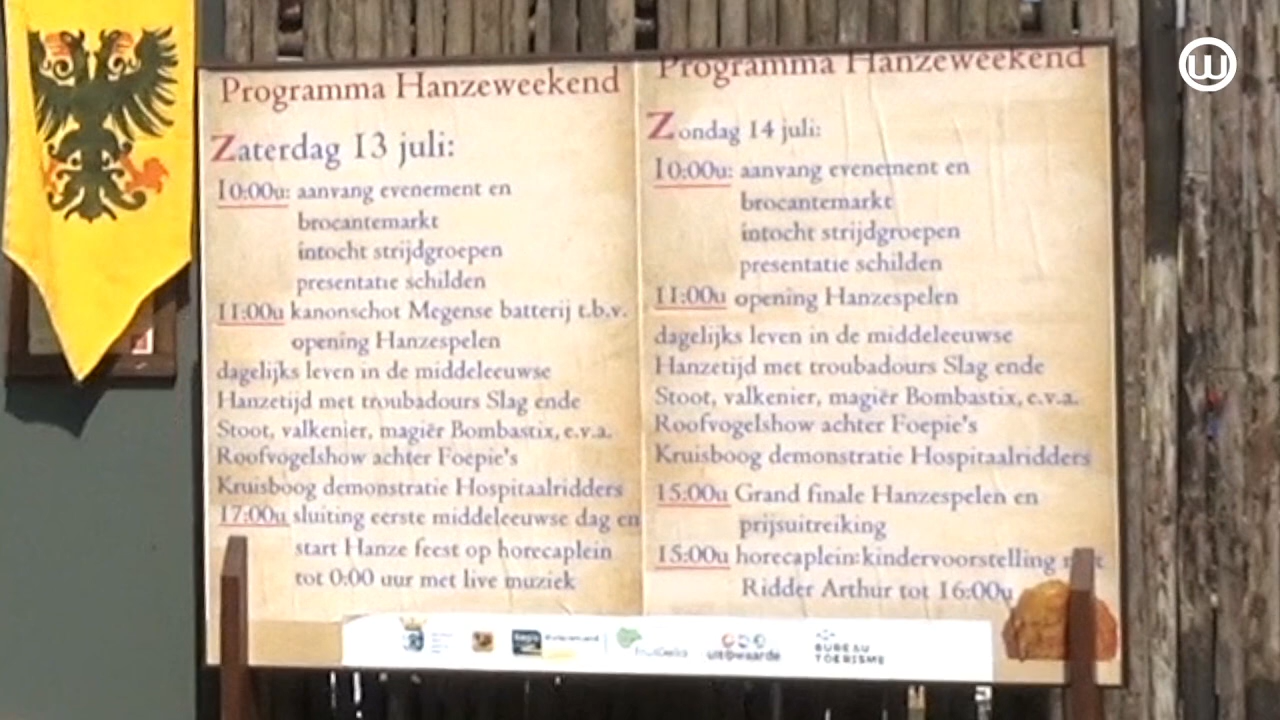 Programma Hanzeweekend
Zaterdag 13 juli:
10:00u: aanvang evenement en
brocantemarkt
intocht strijdgroepen
presentatie schilden
11:00u kanonschot Megense batterij t.b.v.
opening Hanzespelen
dagelijks leven in de middeleeuwse
Hanzetijd met troubadours Slag ende
Stoot, valkenier, magiër Bombastix, e.v.a.
Roofvogelshow achter Foepie's
Kruisboog demonstratie Hospitaalridders
17:00u sluiting eerste middeleeuwse dag en
start Hanze feest op horecaplein
tot 0:00 uur met live muziek
Programma Hanzeweekend
Zondag 14 juli:
10:00u: aanvang evenement en
brocantemarkt
intocht strijdgroepen
presentatie schilden
11:00u opening Hanzespelen
dagelijks leven in de middeleeuwse
Hanzetijd met troubadours Slag ende
Stoot, valkenier, magiër Bombastix, e.v.a.
Roofvogelshow achter Foepie's
Kruisboog demonstratie Hospitaalridders
15:00u Grand finale Hanzespelen en
prijsuitreiking
15:00u horecaplein: kindervoorstelling
Ridder Arthur tot 16:00u
BUREAU
TOERISME
W